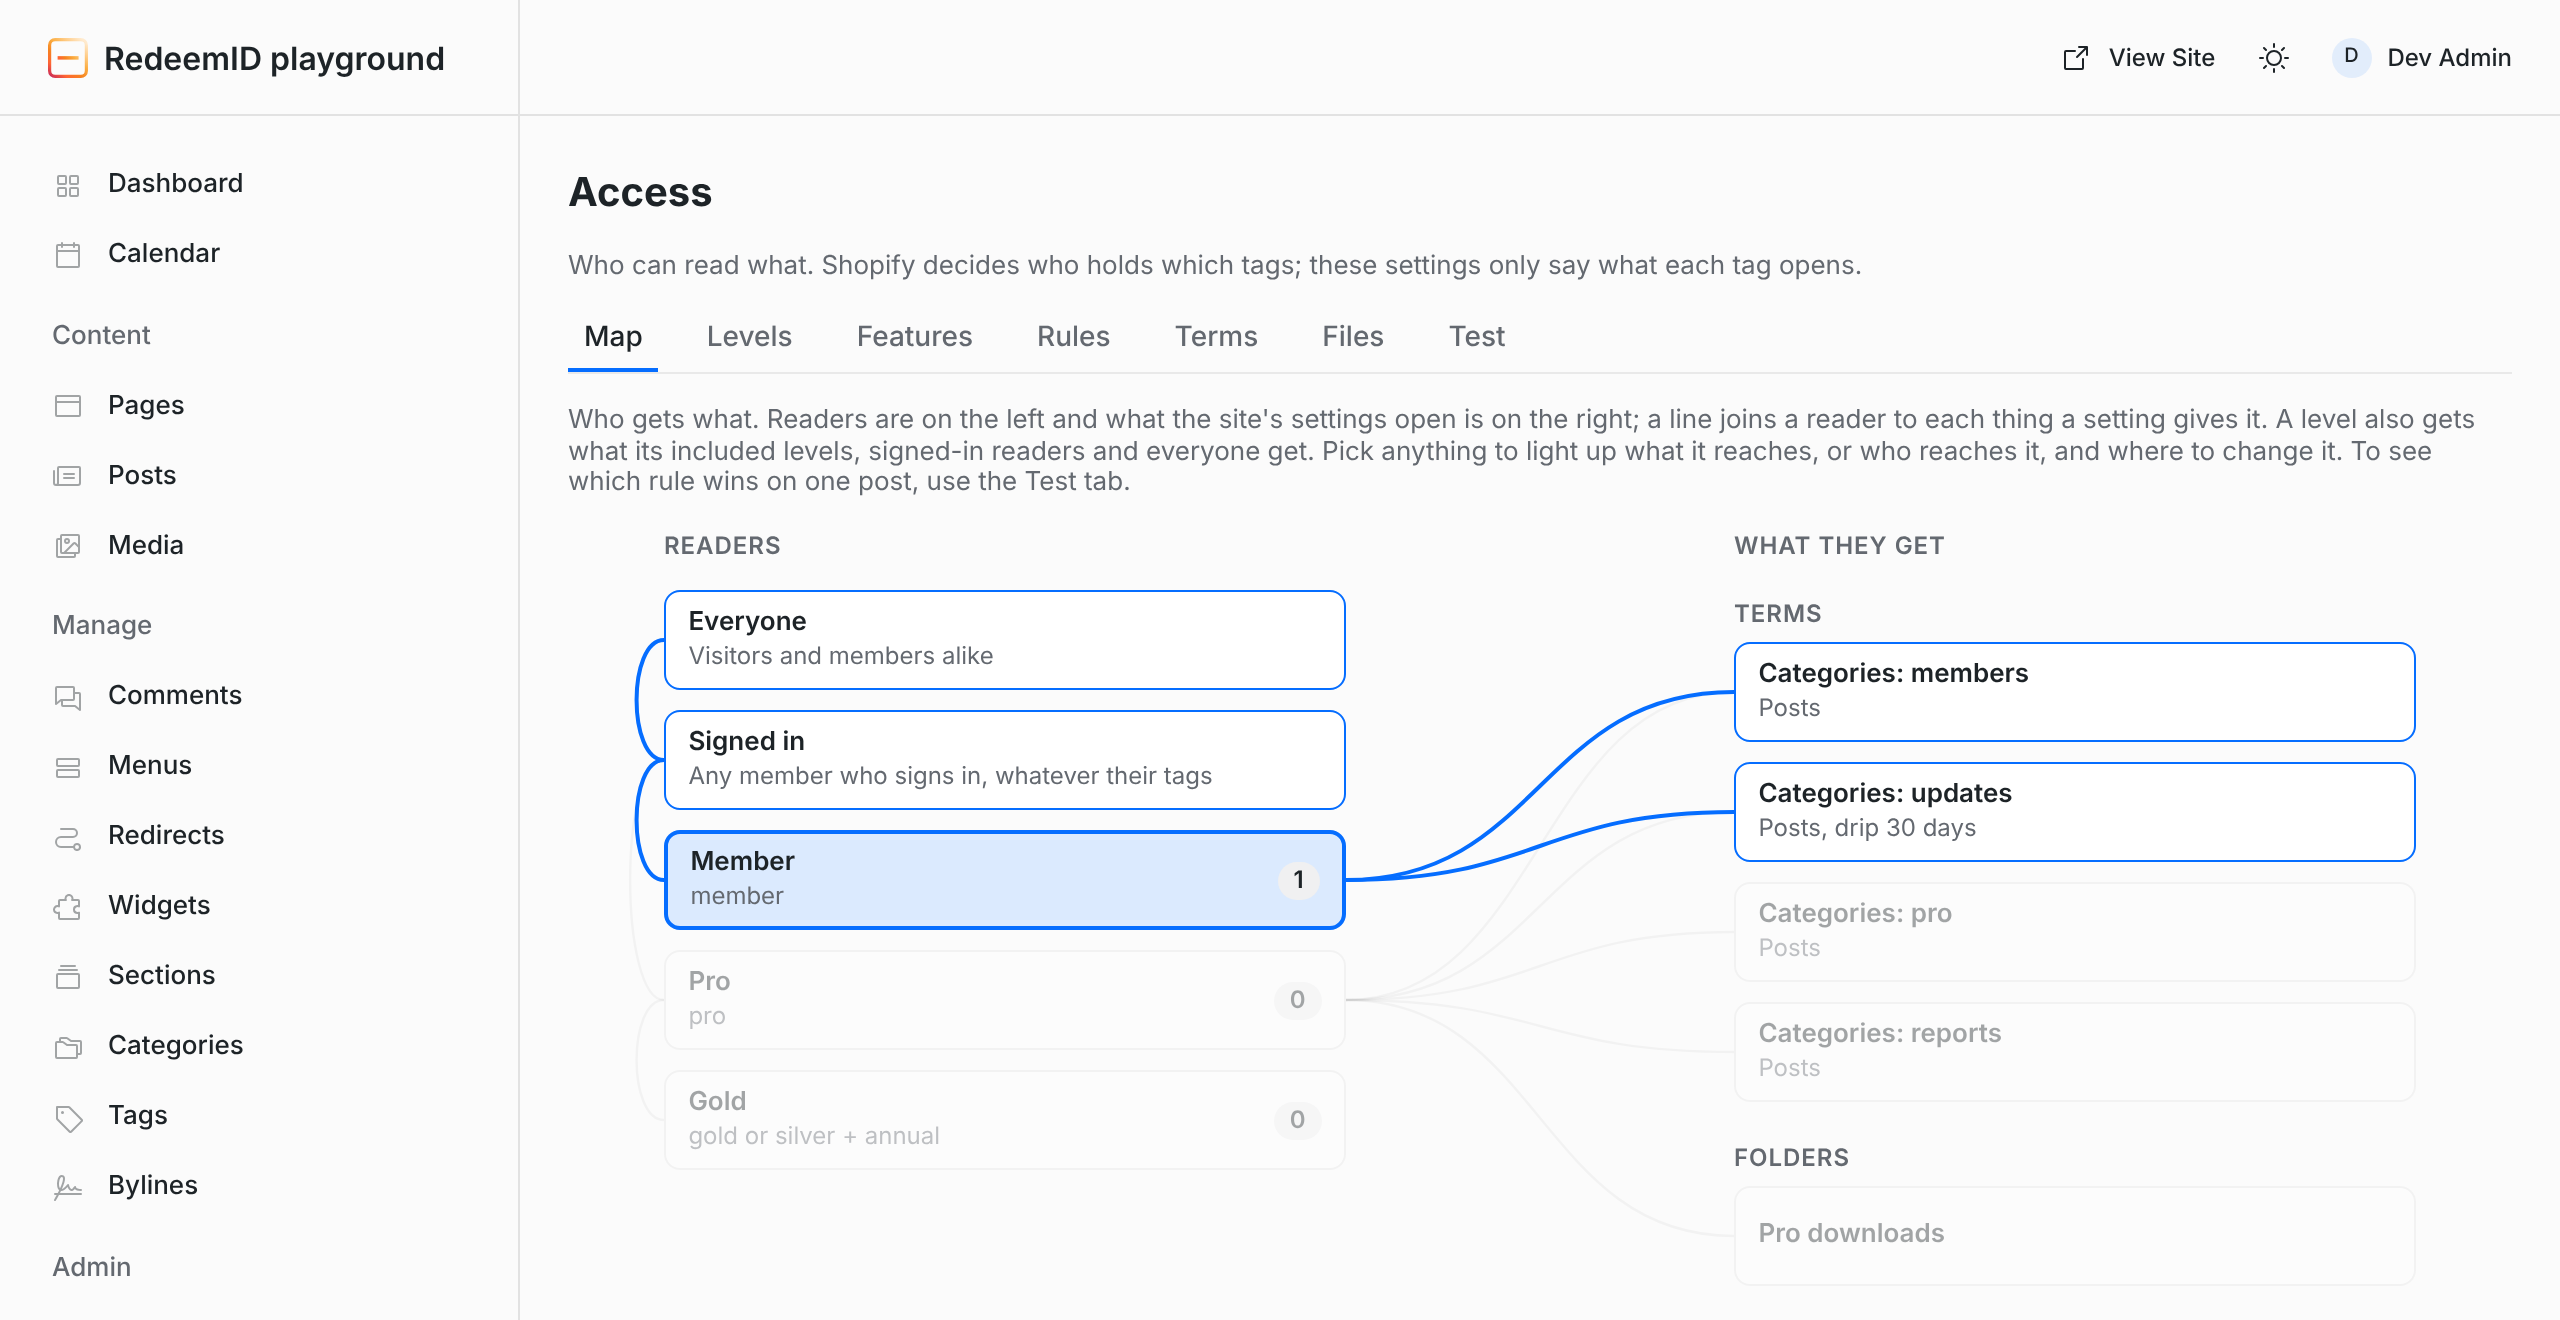 RedeemID playground
View Site
D
Dev Admin
Dashboard
Calendar
Content
Pages
Posts
Media
Manage
Comments
Menus
Redirects
Widgets
Sections
Categories
Tags
Bylines
Admin
Access
Who can read what. Shopify decides who holds which tags; these settings only say what each tag opens.
Map
Levels
Features
Rules
Terms
Files
Test
Who gets what. Readers are on the left and what the site's settings open is on the right; a line joins a reader to each thing a setting gives it. A level also gets
what its included levels, signed-in readers and everyone get. Pick anything to light up what it reaches, or who reaches it, and where to change it. To see
which rule wins on one post, use the Test tab.
READERS
Everyone
Visitors and members alike
Signed in
Any member who signs in, whatever their tags
Member
member
1
Pro
pro
0
Gold
gold or silver + annual
0
WHAT THEY GET
TERMS
Categories: members
Posts
Categories: updates
Posts, drip 30 days
Categories: pro
Posts
Categories: reports
Posts
FOLDERS
Pro downloads